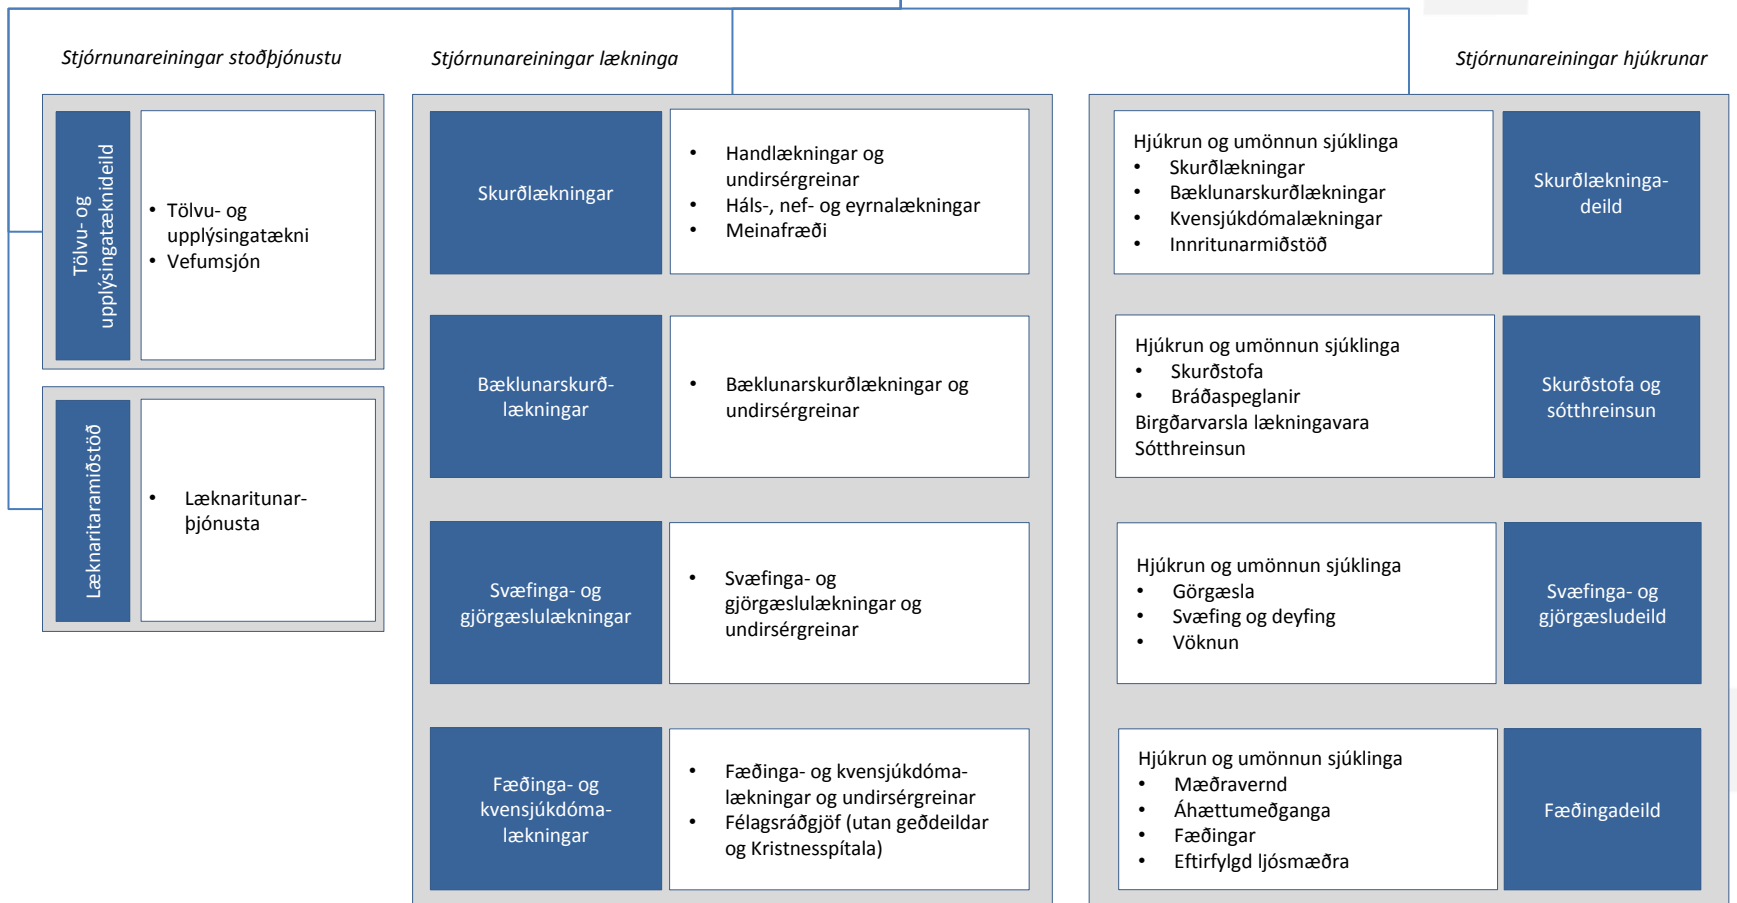 Stjórnunareiningar stoðþjónustu
Tölvu- og
upplýsingatæknideild
• Tölvu- og
upplýsingatækni
• Vefumsjón
Læknaritaramiðstöð
• Læknaritunar-
þjónusta
Stjórnunareiningar lækninga
Skurðlækningar
• Handlækningar og
undirsérgreinar
• Háls-, nef- og eyrnalækningar
• Meinafræði
Bæklunarskurð-
lækningar
• Bæklunarskurðlækningar og
undirsérgreinar
Svæfinga- og
gjörgæslulækningar
• Svæfinga- og
gjörgæslulækningar og
undirsérgreinar
Fæðinga- og
kvensjúkdóma-
lækningar
• Fæðinga- og kvensjúkdóma-
lækningar og undirsérgreinar
• Félagsráðgjöf (utan geðdeildar
og Kristnesspítala)
Stjórnunareiningar hjúkrunar
Hjúkrun og umönnun sjúklinga
• Skurðlækningar
• Bæklunarskurðlækningar
• Kvensjúkdómalækningar
• Innritunarmiðstöð
Skurðlækninga-
deild
Hjúkrun og umönnun sjúklinga
• Skurðstofa
• Bráðaspeglanir
Birgðarvarsla lækningavara
Sótthreinsun
Skurðstofa og
sótthreinsun
Hjúkrun og umönnun sjúklinga
• Görgæsla
• Svæfing og deyfing
• Vöknun
Svæfinga- og
gjörgæsludeild
Hjúkrun og umönnun sjúklinga
• Mæðravernd
• Áhættumeðganga
• Fæðingar
• Eftirfylgd ljósmæðra
Fæðingadeild